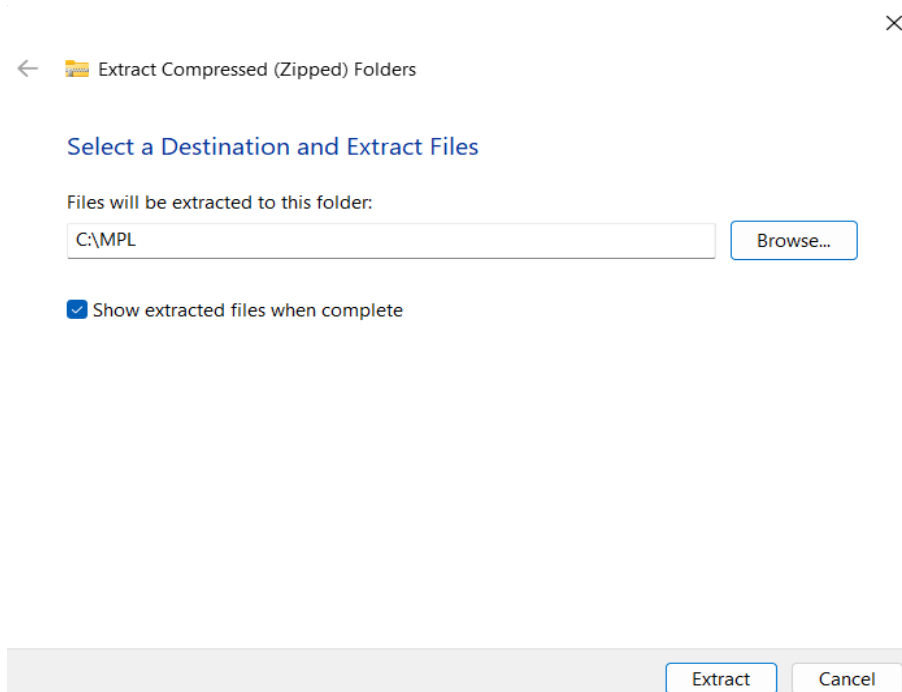 Extract Compressed (Zipped) Folders
Select a Destination and Extract Files
Files will be extracted to this folder:
C:\MPL
Browse...
Show extracted files when complete
Extract
Cancel